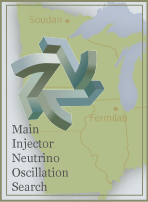 Soudan
Fermilab
Main
Injector
Neutrino
Oscillation
Search